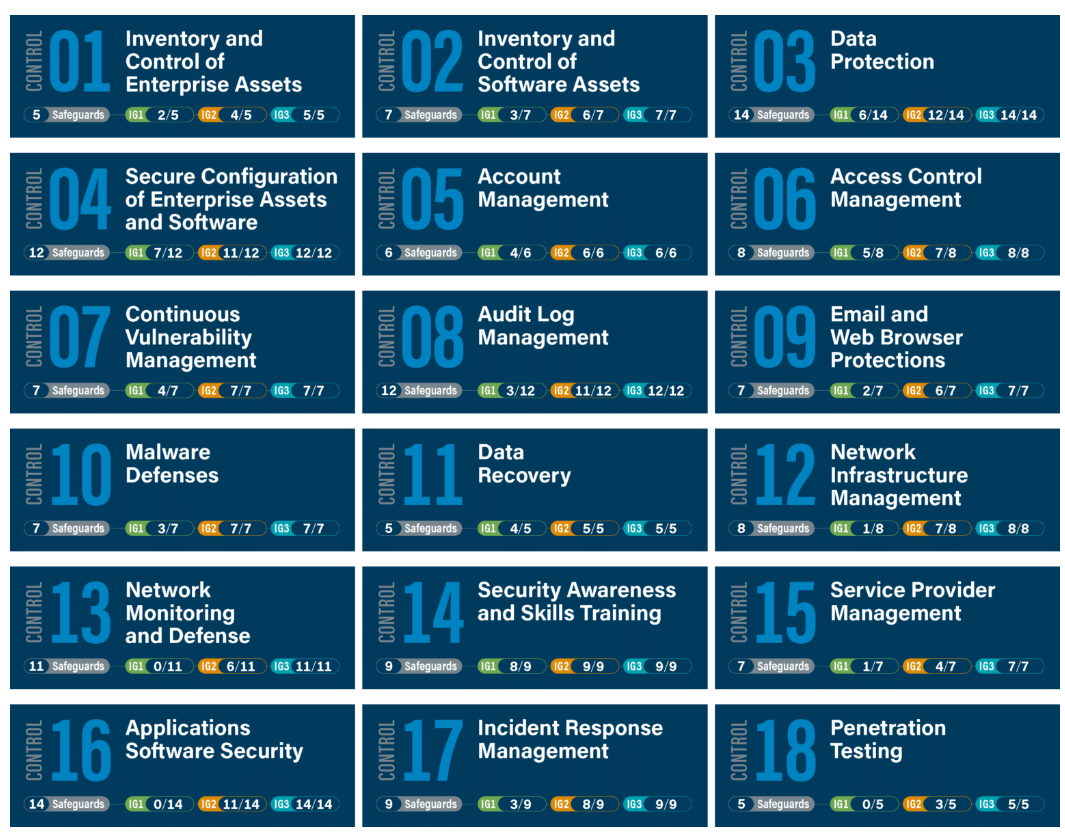 CONTROL 01 Inventory and
Control of
Enterprise Assets
5 Safeguards IG1 2/5 IG2 4/5 IG3 5/5
CONTROL 02 Inventory and
Control of
Software Assets
7 Safeguards IG1 3/7 IG2 6/7 IG3 7/7
CONTROL 03 Data
Protection
14 Safeguards IG1 6/14 IG2 12/14 IG3 14/14
CONTROL 04 Secure Configuration
of Enterprise Assets
and Software
12 Safeguards IG1 7/12 IG2 11/12 IG3 12/12
CONTROL 05 Account
Management
6 Safeguards IG1 4/6 IG2 6/6 IG3 6/6
CONTROL 06 Access Control
Management
8 Safeguards IG1 5/8 IG2 7/8 IG3 8/8
CONTROL 07 Continuous
Vulnerability
Management
7 Safeguards IG1 4/7 IG2 7/7 IG3 7/7
CONTROL 08 Audit Log
Management
12 Safeguards IG1 3/12 IG2 11/12 IG3 12/12
CONTROL 09 Email and
Web Browser
Protections
7 Safeguards IG1 2/7 IG2 6/7 IG3 7/7
CONTROL 10 Malware
Defenses
7 Safeguards IG1 3/7 IG2 7/7 IG3 7/7
CONTROL 11 Data
Recovery
5 Safeguards IG1 4/5 IG2 5/5 IG3 5/5
CONTROL 12 Network
Infrastructure
Management
8 Safeguards IG1 1/8 IG2 7/8 IG3 8/8
CONTROL 13 Network
Monitoring
and Defense
11 Safeguards IG1 0/11 IG2 6/11 IG3 11/11
CONTROL 14 Security Awareness
and Skills Training
9 Safeguards IG1 8/9 IG2 9/9 IG3 9/9
CONTROL 15 Service Provider
Management
7 Safeguards IG1 1/7 IG2 4/7 IG3 7/7
CONTROL 16 Applications
Software Security
14 Safeguards IG1 0/14 IG2 11/14 IG3 14/14
CONTROL 17 Incident Response
Management
9 Safeguards IG1 3/9 IG2 8/9 IG3 9/9
CONTROL 18 Penetration
Testing
5 Safeguards IG1 0/5 IG2 3/5 IG3 5/5